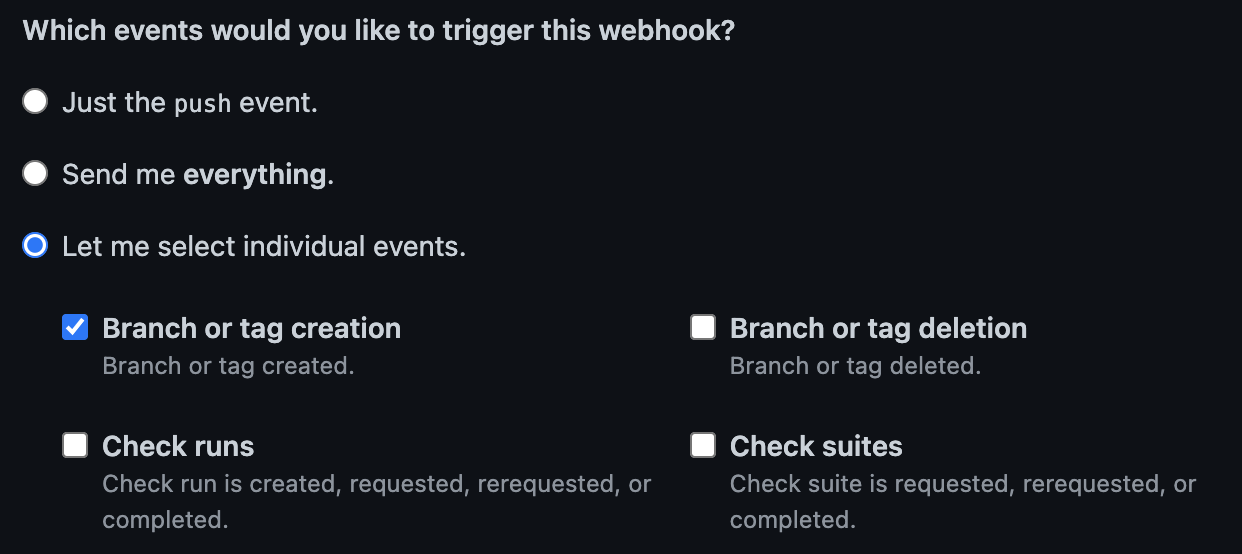 Which events would you like to trigger this webhook?
Just the push event.
Send me everything.
Let me select individual events.
Branch or tag creation
Branch or tag created.
Branch or tag deletion
Branch or tag deleted.
Check runs
Check run is created, requested, rerequested, or
completed.
Check suites
Check suite is requested, rerequested, or
completed.